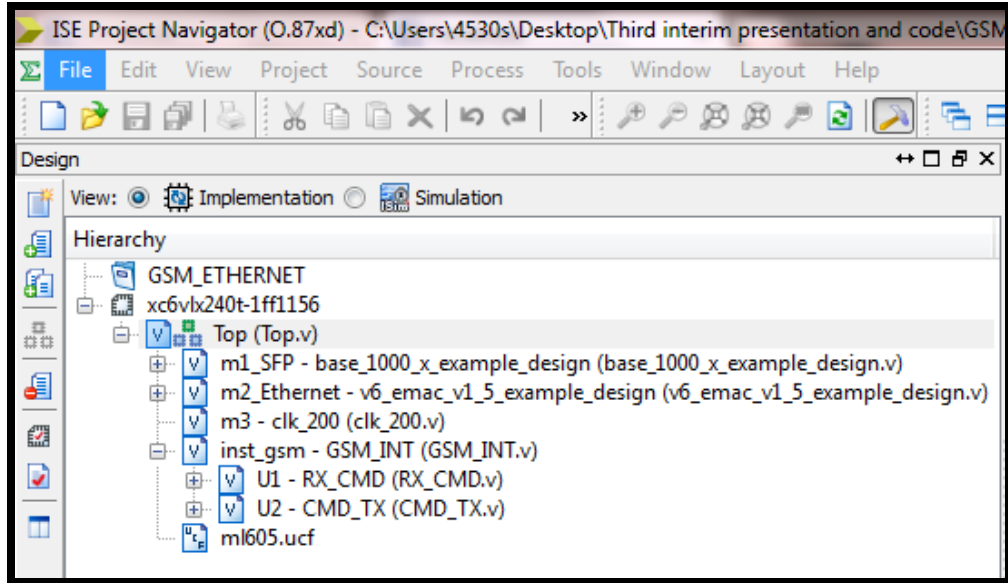 ISE Project Navigator (O.87xd) - C:\Users\4530s\Desktop\Third interim presentation and code\GSM
File Edit View Project Source Process Tools Window Layout Help
Design
View: Implementation Simulation
Hierarchy
GSM_ETHERNET
xc6vlx240t-1ff1156
Top (Top.v)
m1_SFP - base_1000_x_example_design (base_1000_x_example_design.v)
m2_Ethernet - v6_emac_v1_5_example_design (v6_emac_v1_5_example_design.v)
m3 - clk_200 (clk_200.v)
inst_gsm - GSM_INT (GSM_INT.v)
U1 - RX_CMD (RX_CMD.v)
U2 - CMD_TX (CMD_TX.v)
ml605.ucf